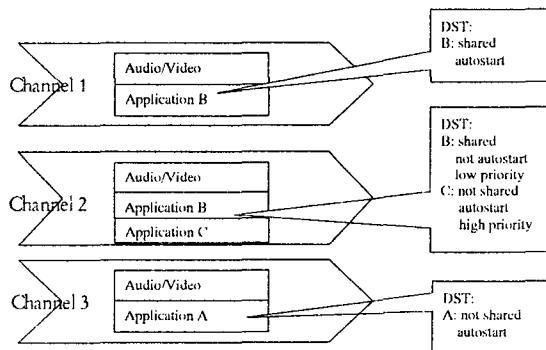 Channel 1
Audio/Video
Application B
DST:
B: shared
autostart
Channel 2
Audio/Video
Application B
Application C
DST:
B: shared
not autostart
low priority
C: not shared
autostart
high priority
Channel 3
Audio/Video
Application A
DST:
A: not shared
autostart